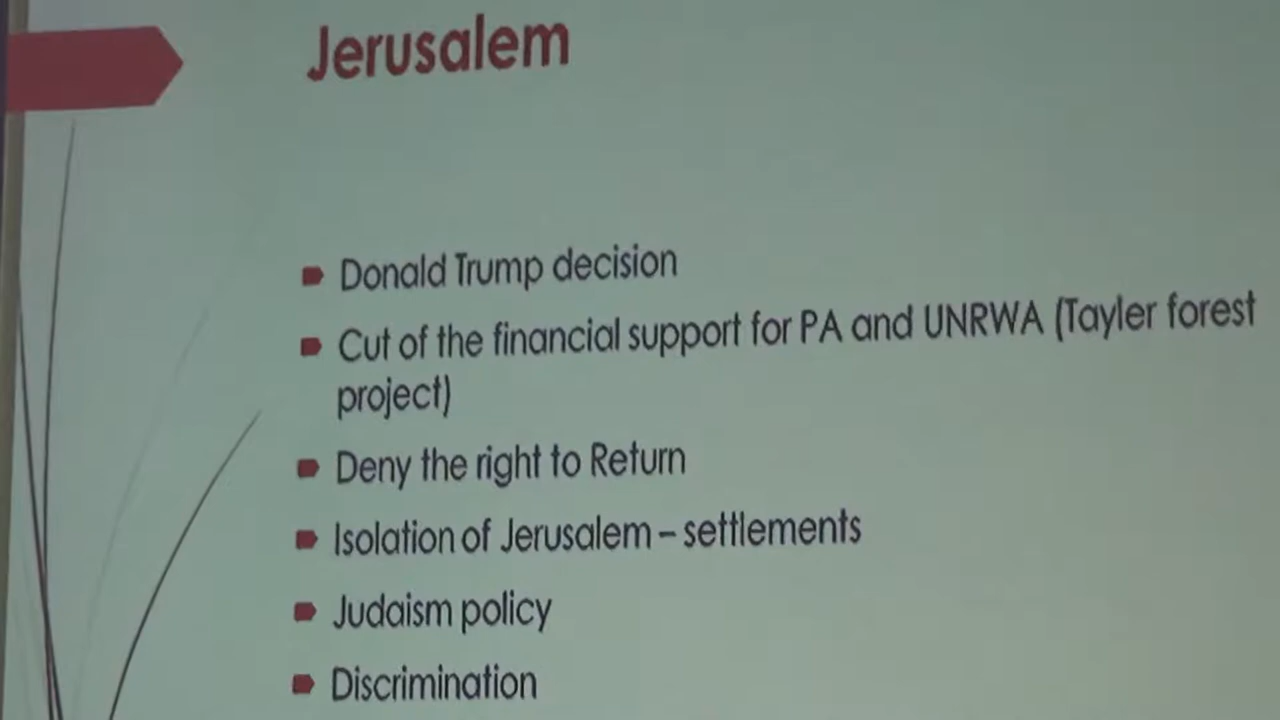 Jerusalem
Donald Trump decision
Cut of the financial support for PA and UNRWA (Tayler forest
project)
Deny the right to Return
Isolation of Jerusalem – settlements
Judaism policy
Discrimination